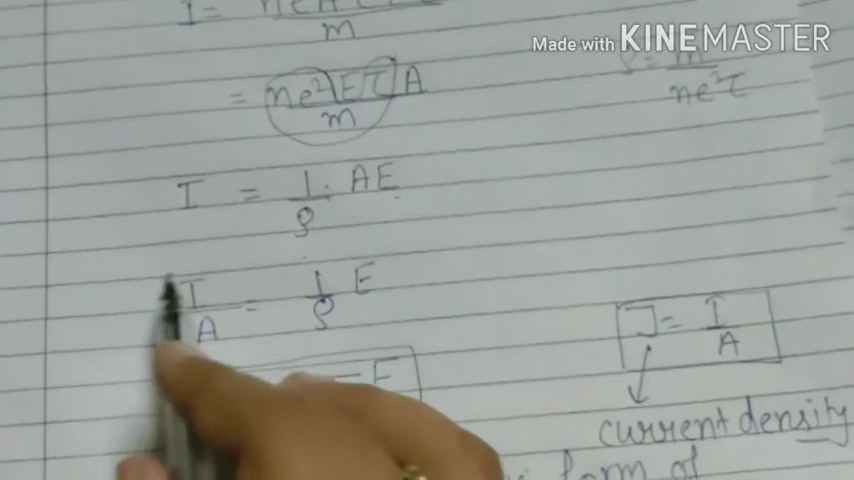 Made with KINEMASTER
I =
m
= ne²Eτ A
m
ρ = m
ne²τ
I = 1 . AE
ρ
I = 1 E
A ρ
J = I
A
= E
current density
form of